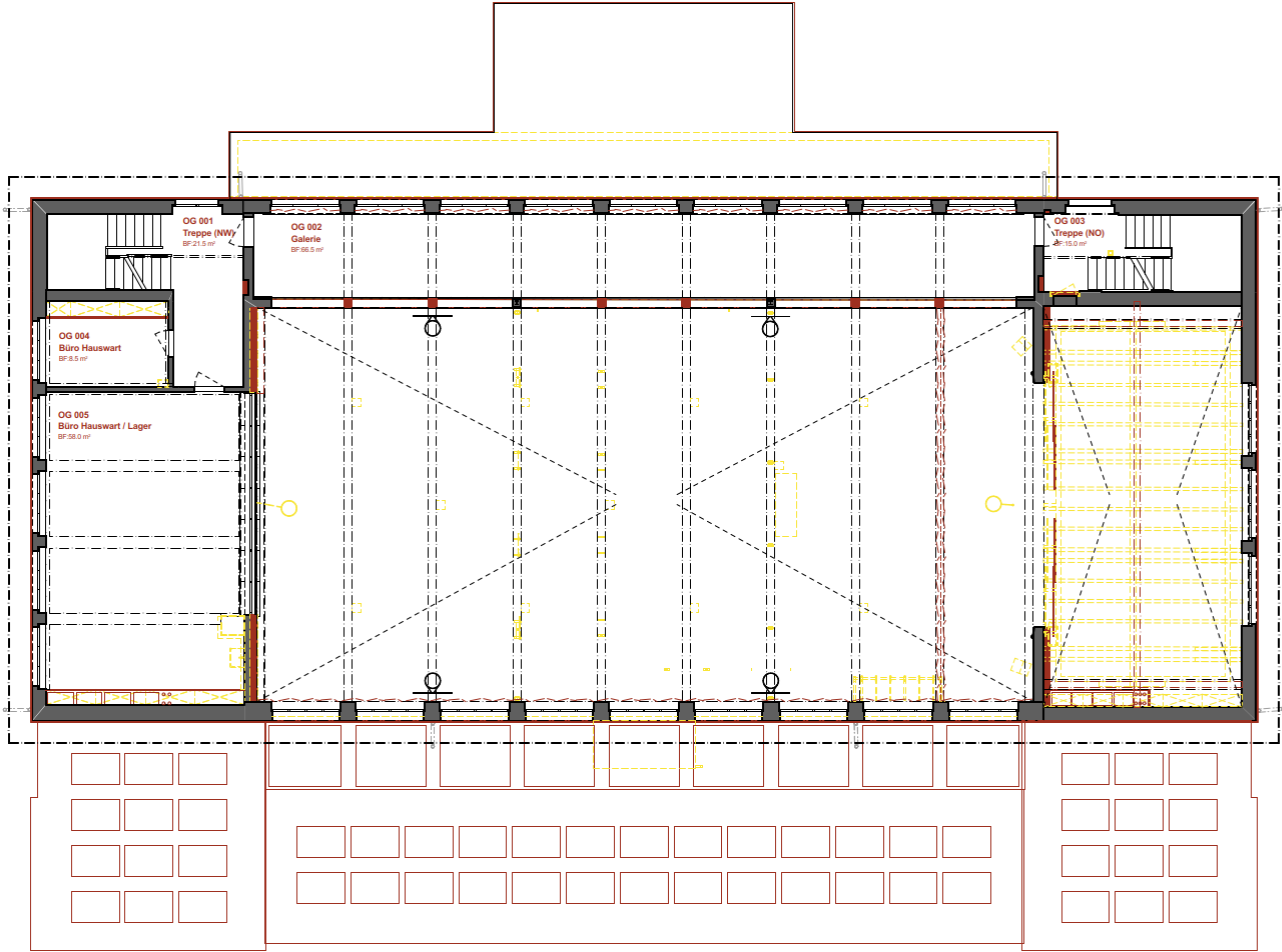 OG 001
Treppe (NW)
BF:21.5 m²
OG 002
Galerie
BF:66.5 m²
OG 003
Treppe (NO)
BF:15.0 m²
OG 004
Büro Hauswart
BF:8.5 m²
OG 005
Büro Hauswart / Lager
BF:58.0 m²